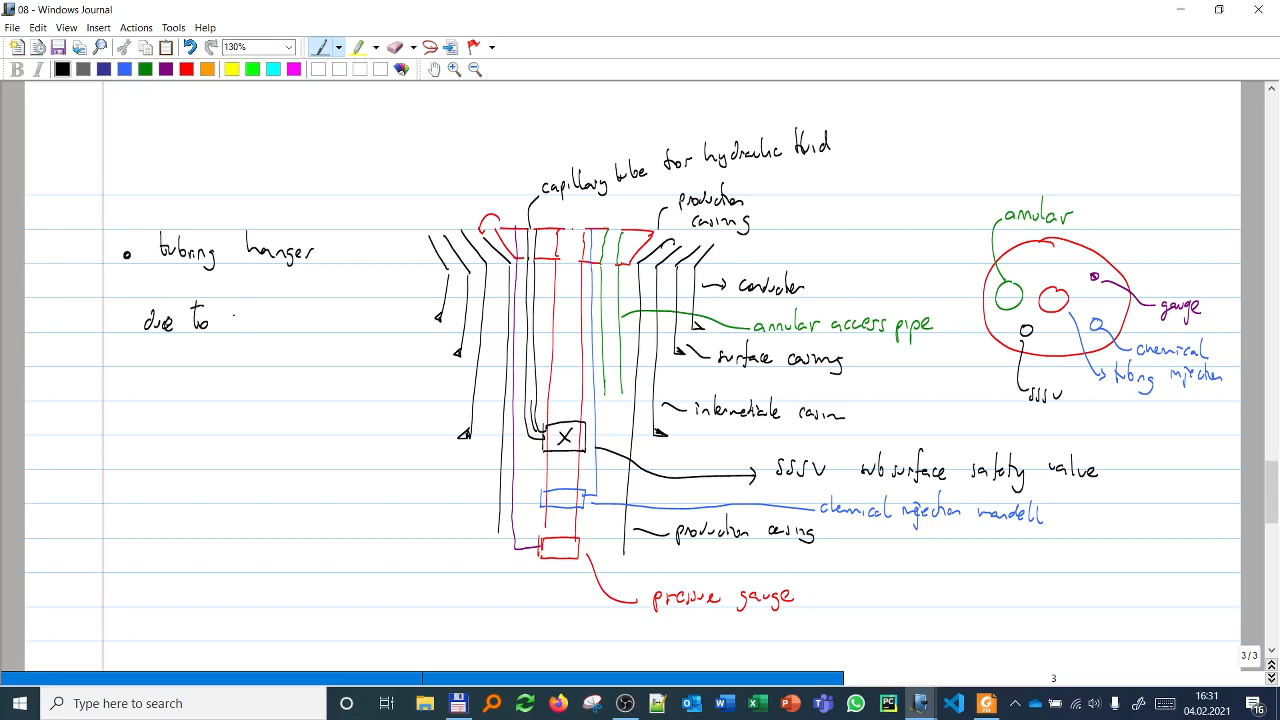 08 - Windows Journal
File Edit View Insert Actions Tools Help
130%
B I
capillary tube for hydraulic fluid
production
casing
annular
• tubing hanger
gauge
conductor
due to
annular access pipe
chemical
surface casing
tubing injection
SSSV
intermediate casin
SSSV subsurface safety valve
chemical injection mandell
production casing
pressure gauge
3/3
3
Type here to search
16:31
04.02.2021
16